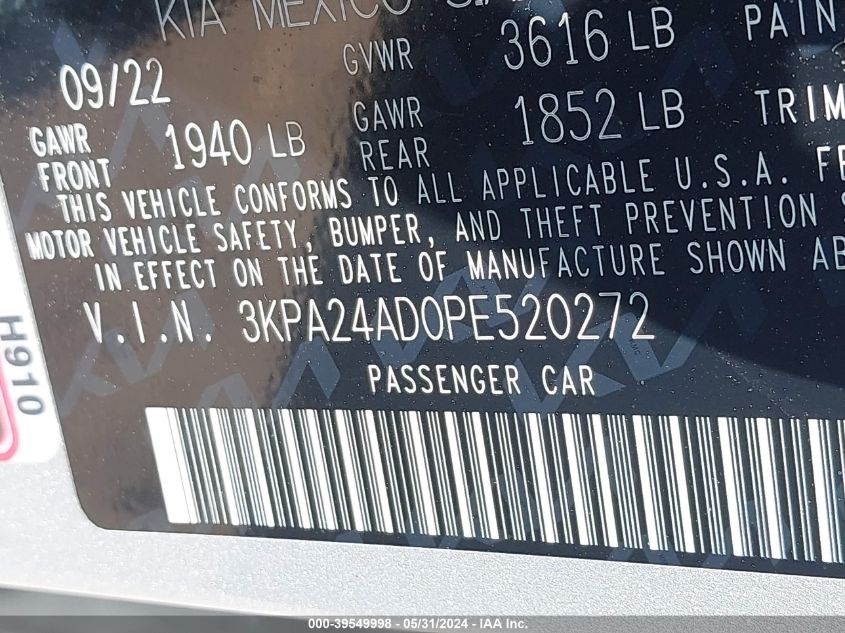 KIA MEXICO S.
09/22 GVWR 3616 LB PAIN
GAWR FRONT 1940 LB GAWR REAR 1852 LB TRIM
THIS VEHICLE CONFORMS TO ALL APPLICABLE U.S.A. FE
MOTOR VEHICLE SAFETY, BUMPER, AND THEFT PREVENTION S
IN EFFECT ON THE DATE OF MANUFACTURE SHOWN AB
V.I.N. 3KPA24AD0PE520272
PASSENGER CAR
H910
000-39549998 - 05/31/2024 - IAA Inc.